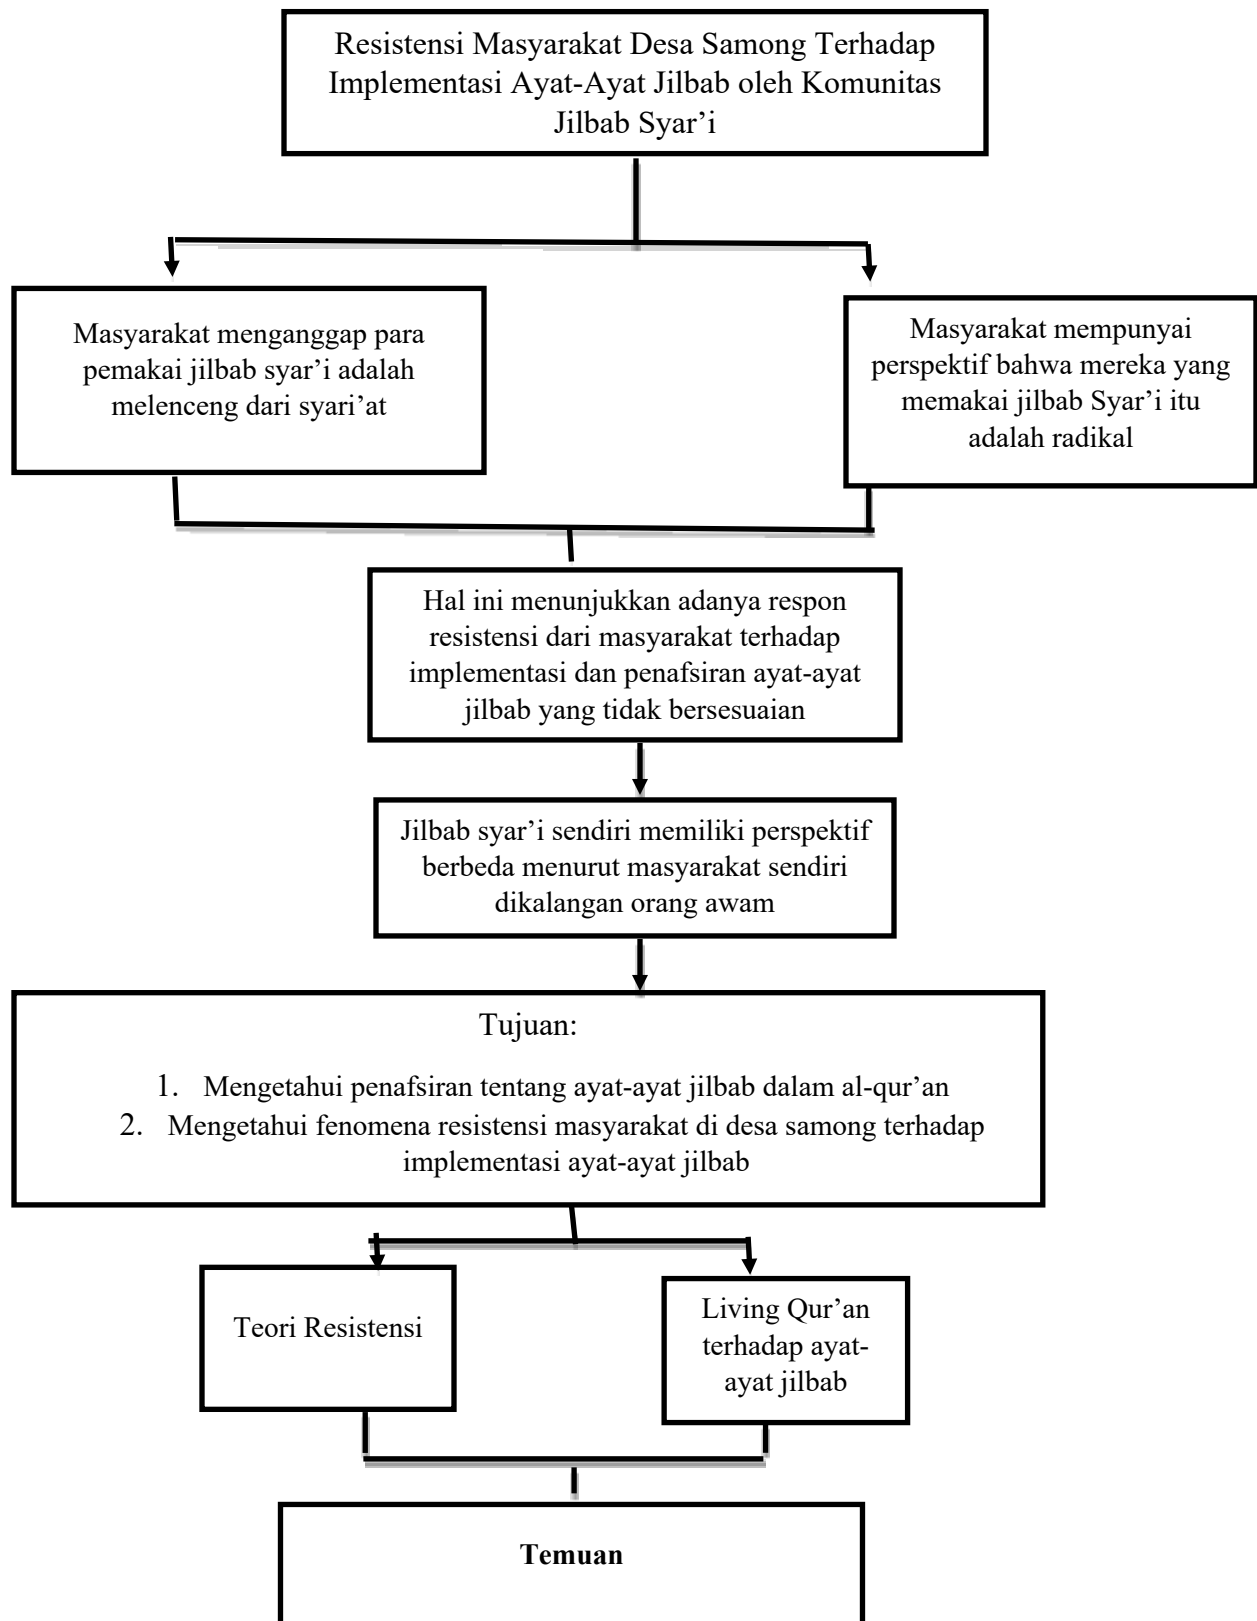 Resistensi Masyarakat Desa Samong Terhadap
Implementasi Ayat-Ayat Jilbab oleh Komunitas
Jilbab Syar’i
Masyarakat menganggap para
pemakai jilbab syar’i adalah
melenceng dari syari’at
Masyarakat mempunyai
perspektif bahwa mereka yang
memakai jilbab Syar’i itu
adalah radikal
Hal ini menunjukkan adanya respon
resistensi dari masyarakat terhadap
implementasi dan penafsiran ayat-ayat
jilbab yang tidak bersesuaian
Jilbab syar’i sendiri memiliki perspektif
berbeda menurut masyarakat sendiri
dikalangan orang awam
Tujuan:
1. Mengetahui penafsiran tentang ayat-ayat jilbab dalam al-qur’an
2. Mengetahui fenomena resistensi masyarakat di desa samong terhadap
implementasi ayat-ayat jilbab
Teori Resistensi
Living Qur’an
terhadap ayat-
ayat jilbab
Temuan